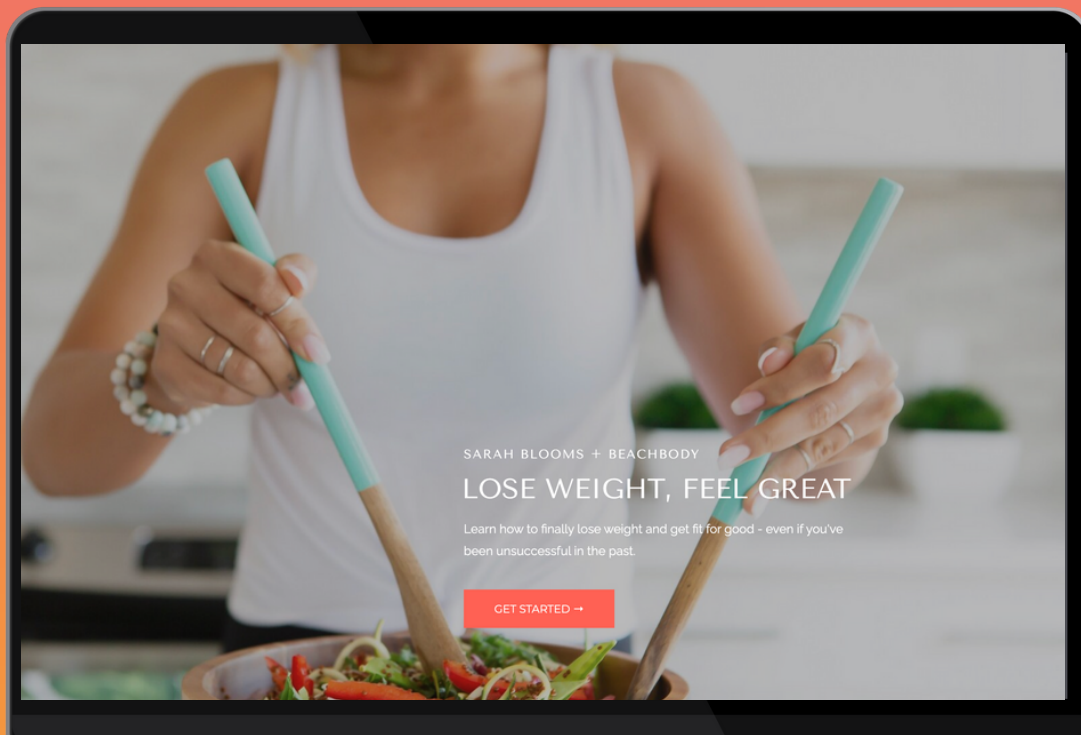 SARAH BLOOMS + BEACHBODY
LOSE WEIGHT, FEEL GREAT
Learn how to finally lose weight and get fit for good - even if you've
been unsuccessful in the past.
GET STARTED →